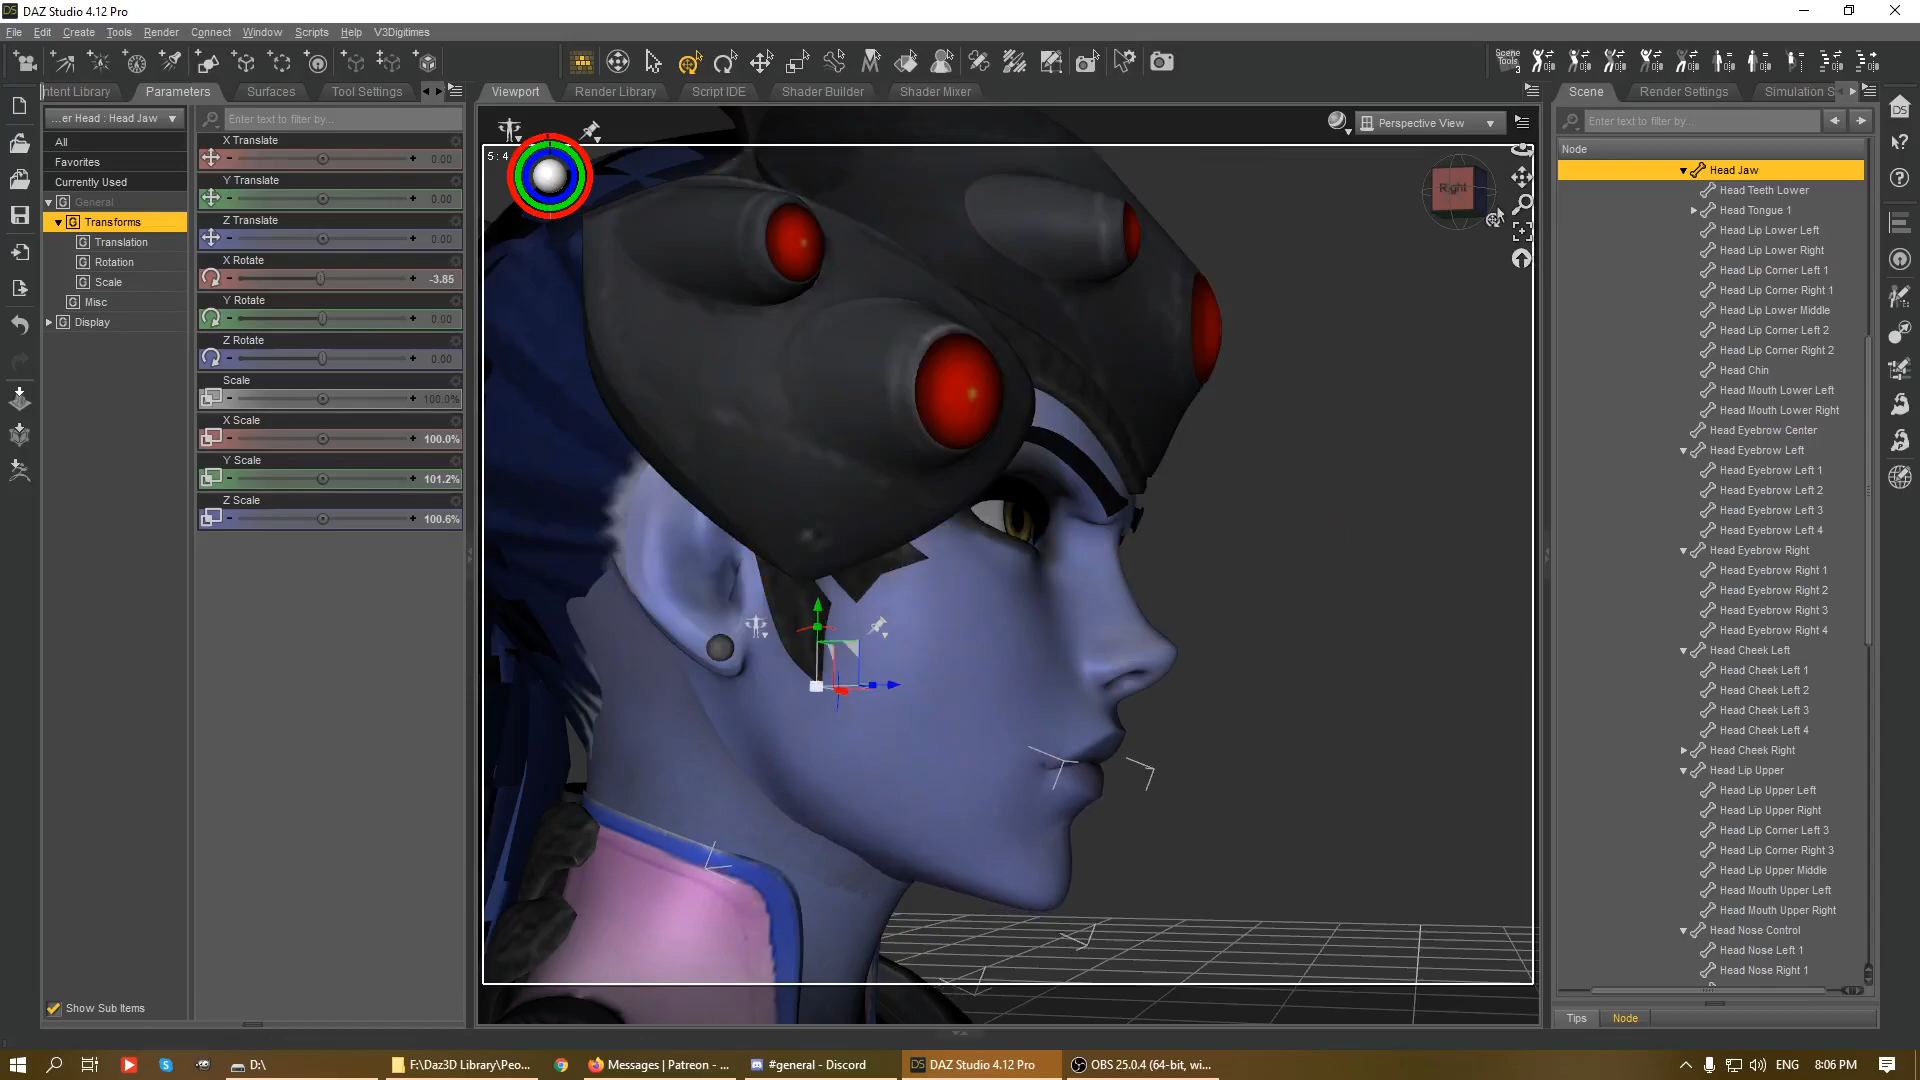 DAZ Studio 4.12 Pro
File Edit Create Tools Render Connect Window Scripts Help V3Digitimes
Scene Tools 3
ntent Library Parameters Surfaces Tool Settings
Viewport Render Library Script IDE Shader Builder Shader Mixer
Scene Render Settings Simulation S
...er Head : Head Jaw
All
Favorites
Currently Used
General
Transforms
Translation
Rotation
Scale
Misc
Display
Show Sub Items
Enter text to filter by...
X Translate
0.00
Y Translate
0.00
Z Translate
0.00
X Rotate
-3.85
Y Rotate
0.00
Z Rotate
0.00
Scale
100.0%
X Scale
100.0%
Y Scale
101.2%
Z Scale
100.6%
5 : 4
Perspective View
Right
Enter text to filter by...
Node
Head Jaw
Head Teeth Lower
Head Tongue 1
Head Lip Lower Left
Head Lip Lower Right
Head Lip Corner Left 1
Head Lip Corner Right 1
Head Lip Lower Middle
Head Lip Corner Left 2
Head Lip Corner Right 2
Head Chin
Head Mouth Lower Left
Head Mouth Lower Right
Head Eyebrow Center
Head Eyebrow Left
Head Eyebrow Left 1
Head Eyebrow Left 2
Head Eyebrow Left 3
Head Eyebrow Left 4
Head Eyebrow Right
Head Eyebrow Right 1
Head Eyebrow Right 2
Head Eyebrow Right 3
Head Eyebrow Right 4
Head Cheek Left
Head Cheek Left 1
Head Cheek Left 2
Head Cheek Left 3
Head Cheek Left 4
Head Cheek Right
Head Lip Upper
Head Lip Upper Left
Head Lip Upper Right
Head Lip Corner Left 3
Head Lip Corner Right 3
Head Lip Upper Middle
Head Mouth Upper Left
Head Mouth Upper Right
Head Nose Control
Head Nose Left 1
Head Nose Right 1
Tips Node
D:\ F:\Daz3D Library\Peo... Messages | Patreon - ... #general - Discord DAZ Studio 4.12 Pro OBS 25.0.4 (64-bit, wi... ENG 8:06 PM